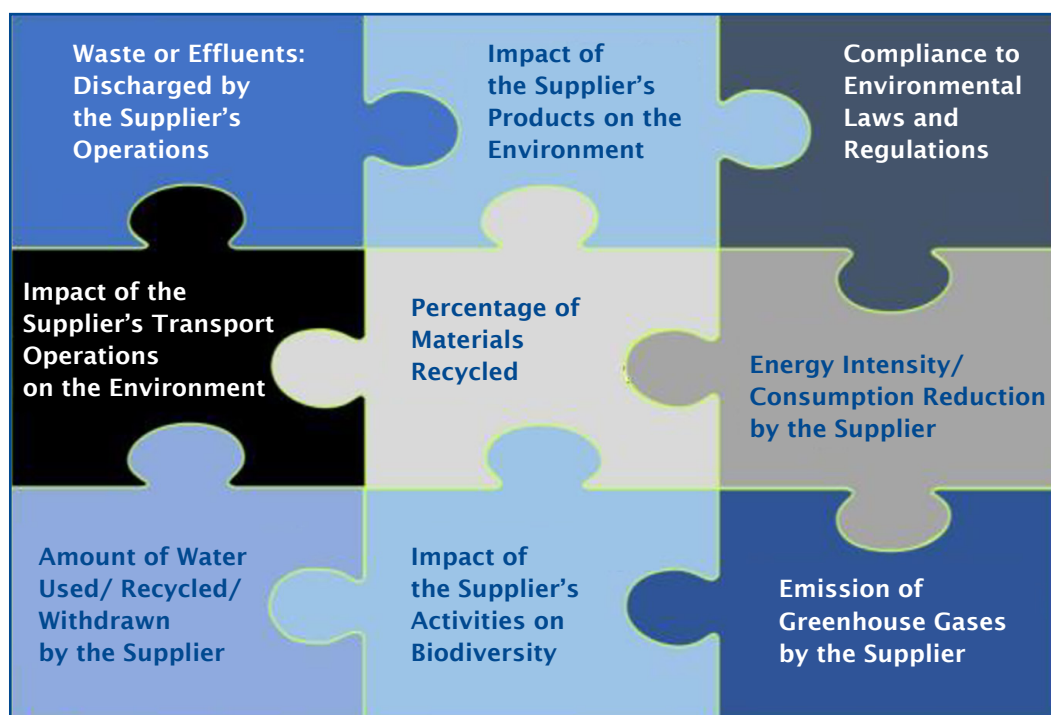 Waste or Effluents:
Discharged by
the Supplier’s
Operations
Impact of
the Supplier’s
Products on the
Environment
Compliance to
Environmental
Laws and
Regulations
Impact of the
Supplier’s Transport
Operations
on the Environment
Percentage of
Materials
Recycled
Energy Intensity/
Consumption Reduction
by the Supplier
Amount of Water
Used/ Recycled/
Withdrawn
by the Supplier
Impact of
the Supplier’s
Activities on
Biodiversity
Emission of
Greenhouse Gases
by the Supplier